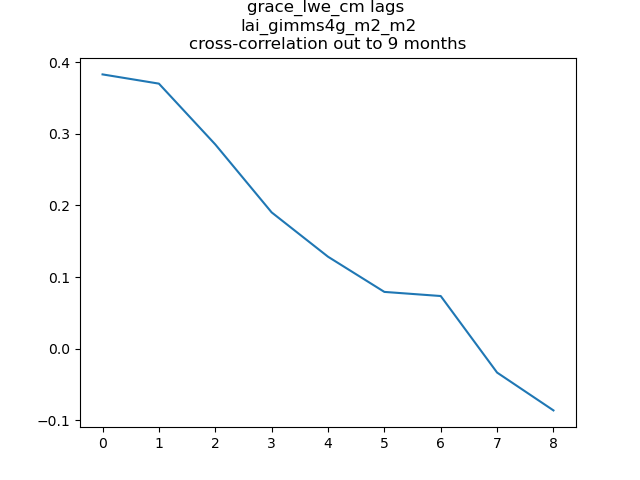 grace_lwe_cm lags
lai_gimms4g_m2_m2
cross-correlation out to 9 months
0.4
0.3
0.2
0.1
0.0
−0.1
0 1 2 3 4 5 6 7 8